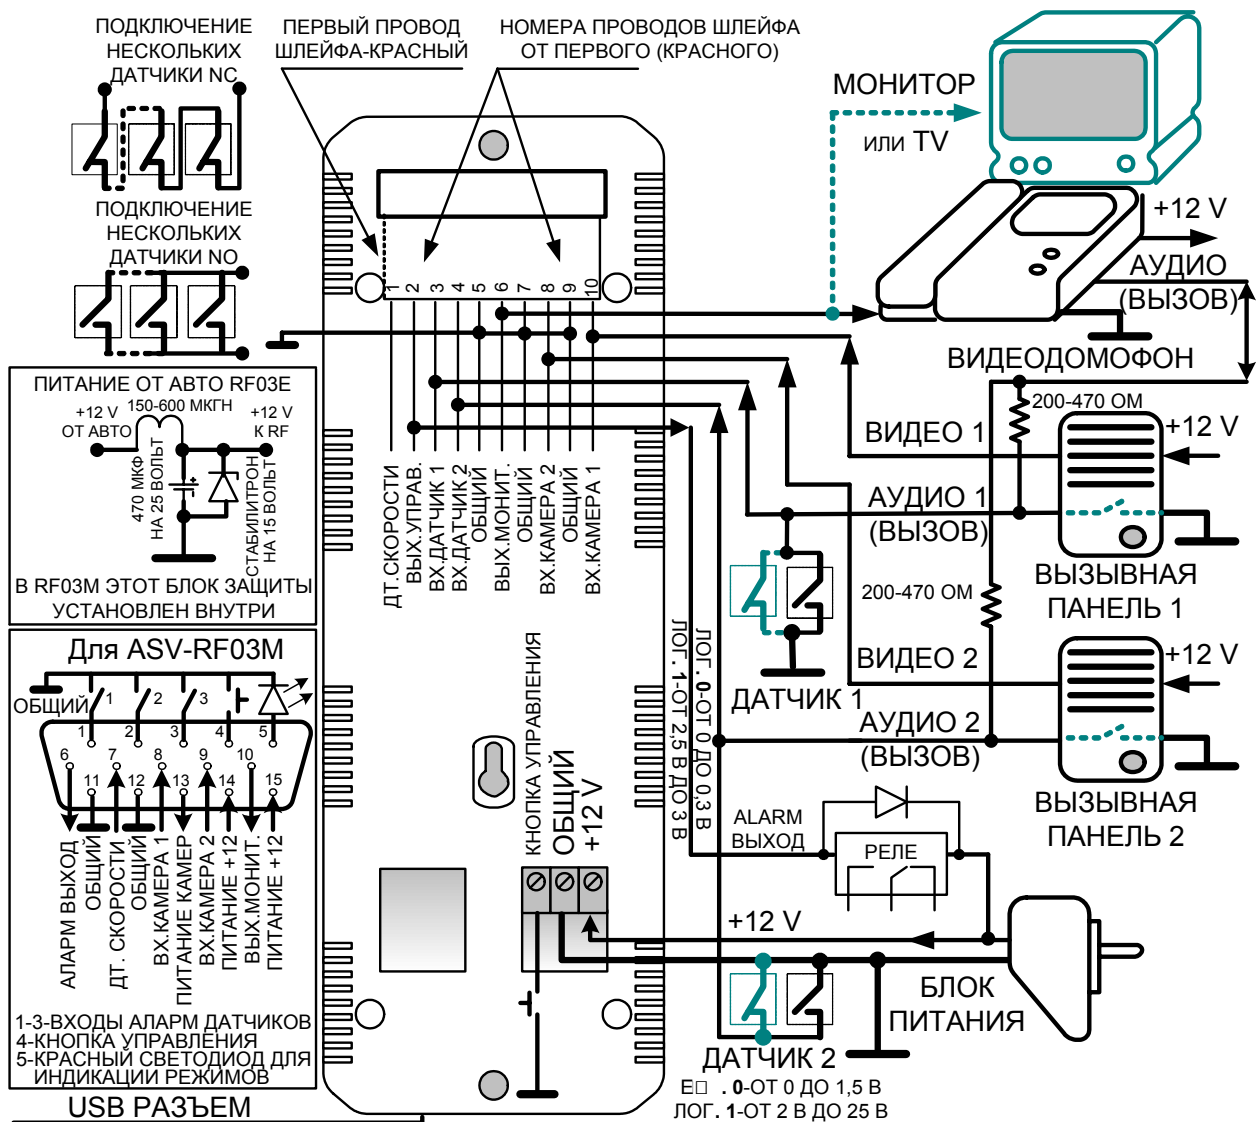 ПОДКЛЮЧЕНИЕ
НЕСКОЛЬКИХ
ДАТЧИКИ NC
ПЕРВЫЙ ПРОВОД
ШЛЕЙФА-КРАСНЫЙ
НОМЕРА ПРОВОДОВ ШЛЕЙФА
ОТ ПЕРВОГО (КРАСНОГО)
МОНИТОР
ИЛИ TV
ПОДКЛЮЧЕНИЕ
НЕСКОЛЬКИХ
ДАТЧИКИ NO
+12 V
АУДИО
(ВЫЗОВ)
ВИДЕОДОМОФОН
1
2
3
4
5
6
7
8
9
10
ДТ.СКОРОСТИ
ВЫХ.УПРАВ.
ВХ.ДАТЧИК 1
ВХ.ДАТЧИК2
ОБЩИЙ
ВЫХ.МОНИТ.
ОБЩИЙ
ВХ.КАМЕРА 2
ОБЩИЙ
ВХ.КАМЕРА 1
ПИТАНИЕ ОТ АВТО RF03E
150-600 МКГН
+12 V
ОТ АВТО
+12 V
К RF
470 МКФ
НА 25 ВОЛЬТ
СТАБИЛИТРОН
НА 15 ВОЛЬТ
В RF03M ЭТОТ БЛОК ЗАЩИТЫ
УСТАНОВЛЕН ВНУТРИ
200-470 ОМ
ВИДЕО 1
+12 V
АУДИО 1
(ВЫЗОВ)
ВЫЗЫВНАЯ
ПАНЕЛЬ 1
200-470 ОМ
ДАТЧИК 1
ВИДЕО 2
+12 V
АУДИО 2
(ВЫЗОВ)
ВЫЗЫВНАЯ
ПАНЕЛЬ 2
ЛОГ. 0-ОТ 0 ДО 0,3 В
ЛОГ. 1-ОТ 2,5 В ДО 3 В
Для ASV-RF03M
ОБЩИЙ
1
2
3
1
2
3
4
5
6
7
8
9
10
11
12
13
14
15
АЛАРМ ВЫХОД
ОБЩИЙ
ДТ. СКОРОСТИ
ОБЩИЙ
ВХ.КАМЕРА 1
ПИТАНИЕ КАМЕР
ВХ.КАМЕРА 2
ПИТАНИЕ +12
ВЫХ.МОНИТ.
ПИТАНИЕ +12
1-3-ВХОДЫ АЛАРМ ДАТЧИКОВ
4-КНОПКА УПРАВЛЕНИЯ
5-КРАСНЫЙ СВЕТОДИОД ДЛЯ
ИНДИКАЦИИ РЕЖИМОВ
USB РАЗЪЕМ
КНОПКА УПРАВЛЕНИЯ
ОБЩИЙ
+12 V
ALARM
ВЫХОД
РЕЛЕ
+12 V
БЛОК
ПИТАНИЯ
ДАТЧИК 2
. 0-ОТ 0 ДО 1,5 В
ЛОГ. 1-ОТ 2 В ДО 25 В